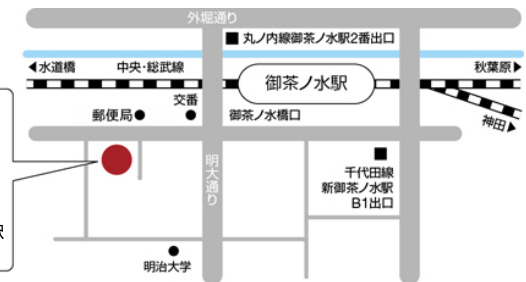 外堀通り
■丸ノ内線御茶ノ水駅2番出口
◀水道橋
中央・総武線
御茶ノ水駅
秋葉原▶
交番
郵便局●
御茶ノ水橋口
神田▶
明大通り
千代田線
新御茶ノ水駅
B1出口
明治大学